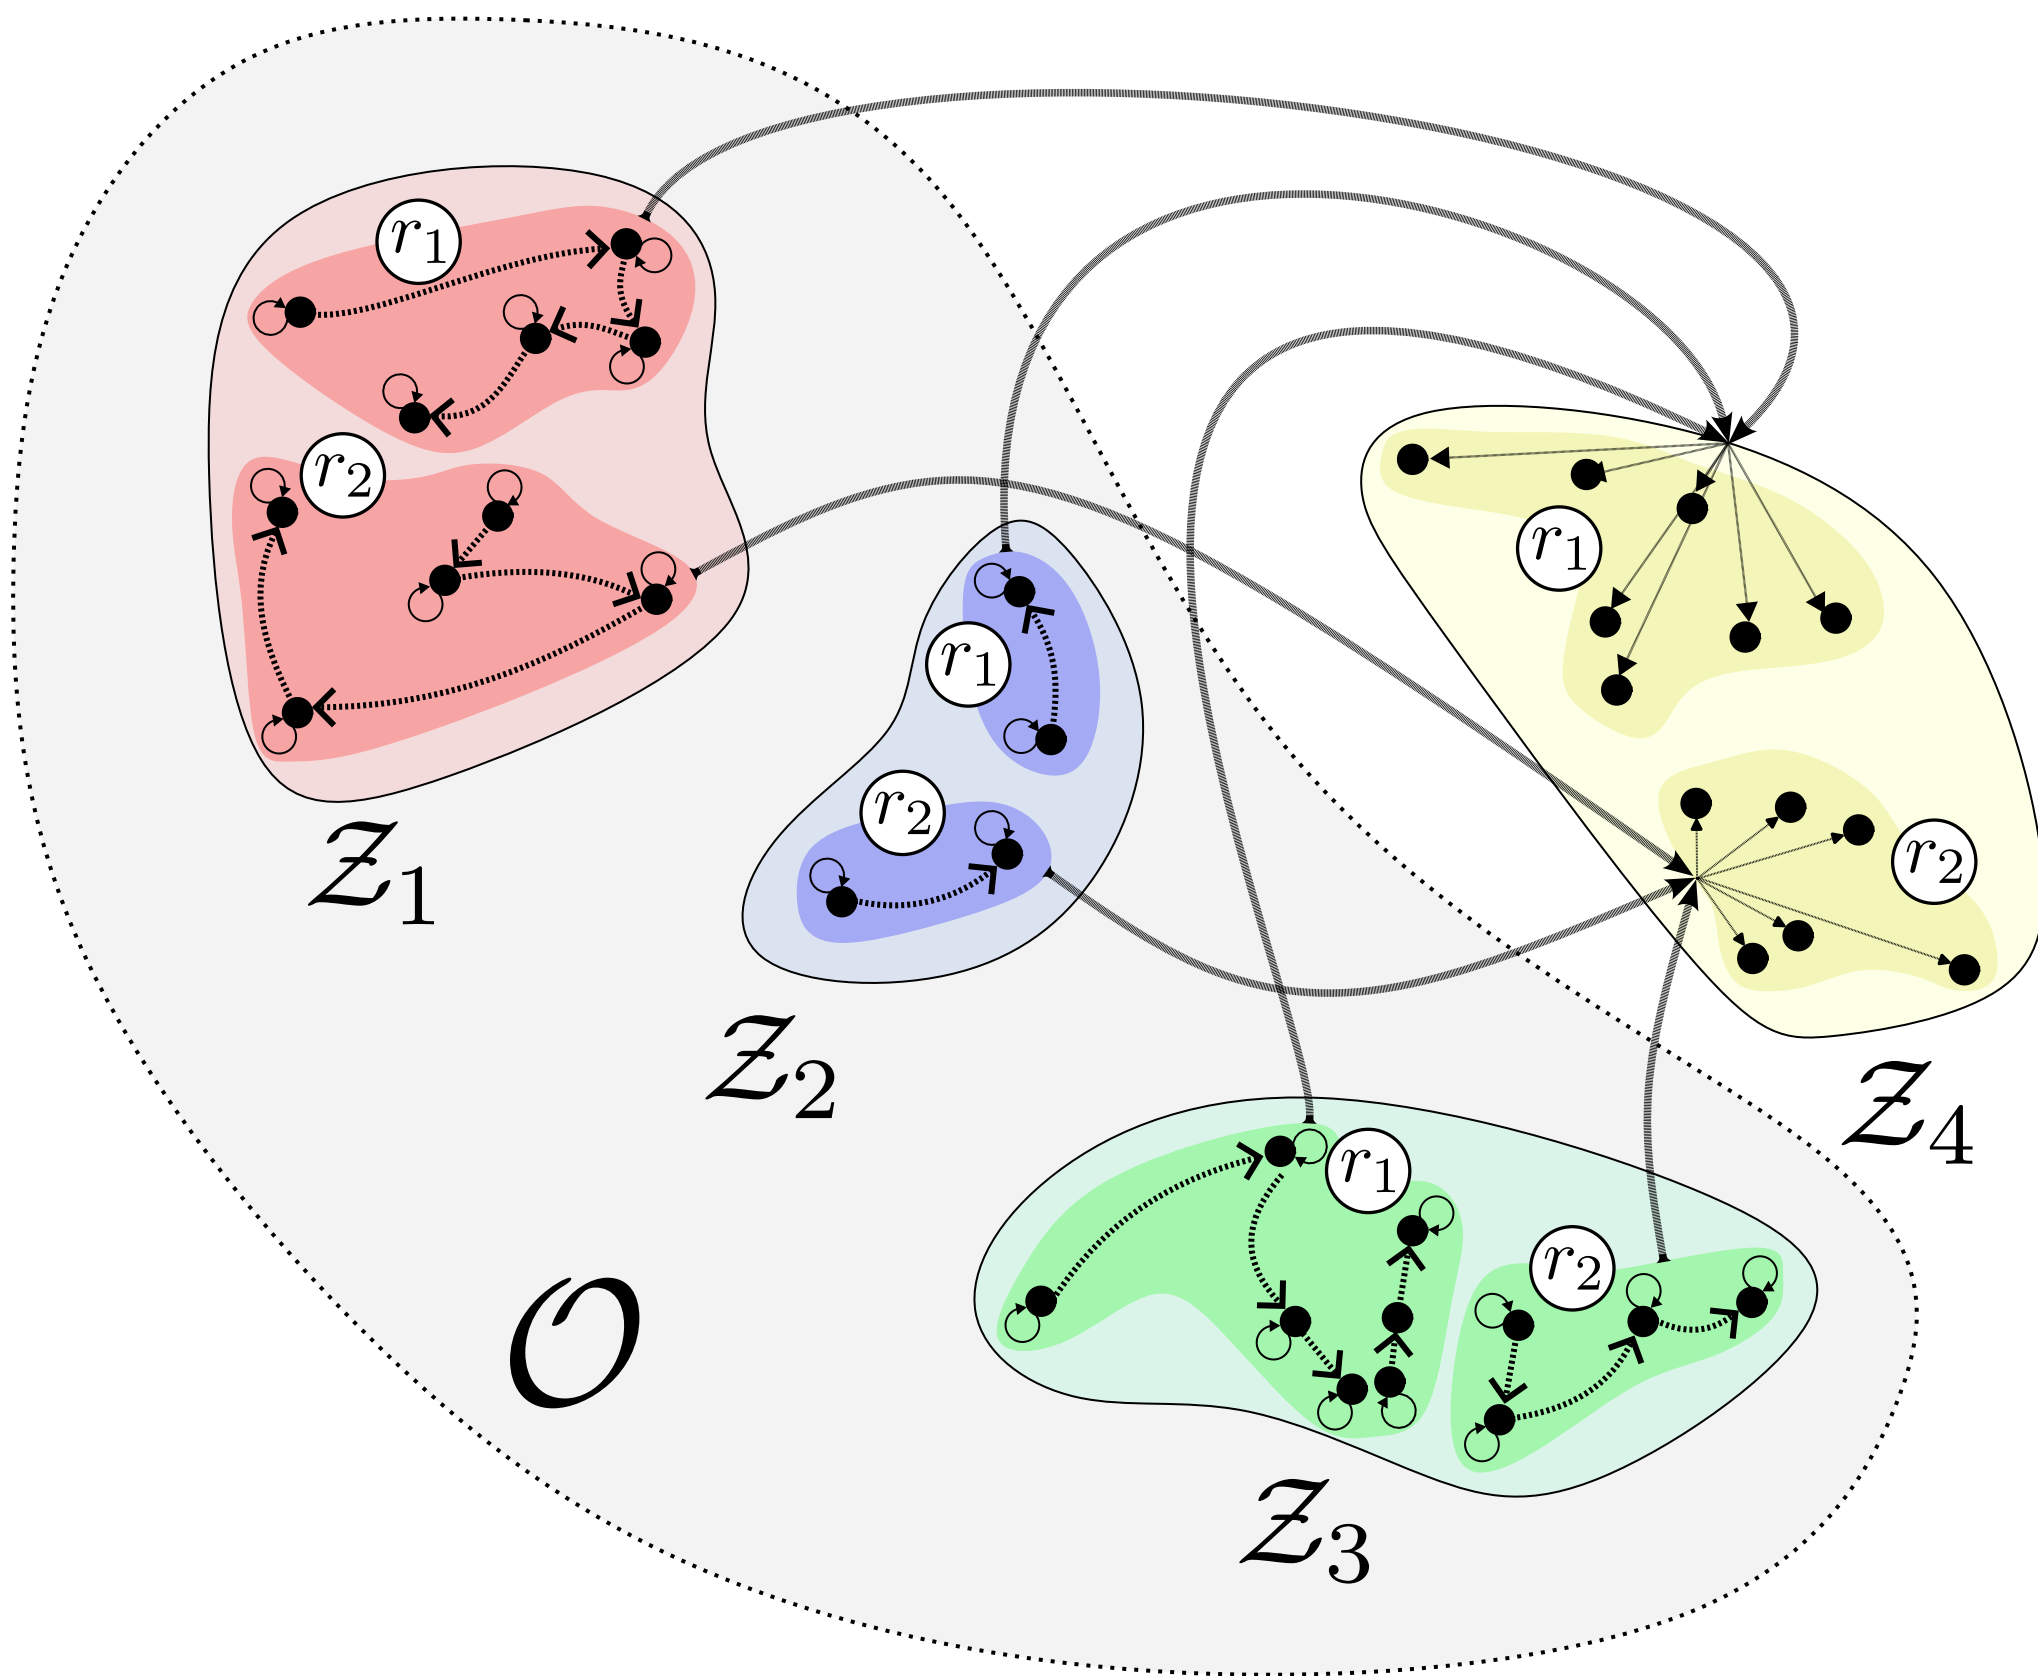 r₁
r₂
𝒵₁
r₁
r₂
𝒵₂
r₁
r₂
𝒵₄
r₁
r₂
𝒵₃
𝒪